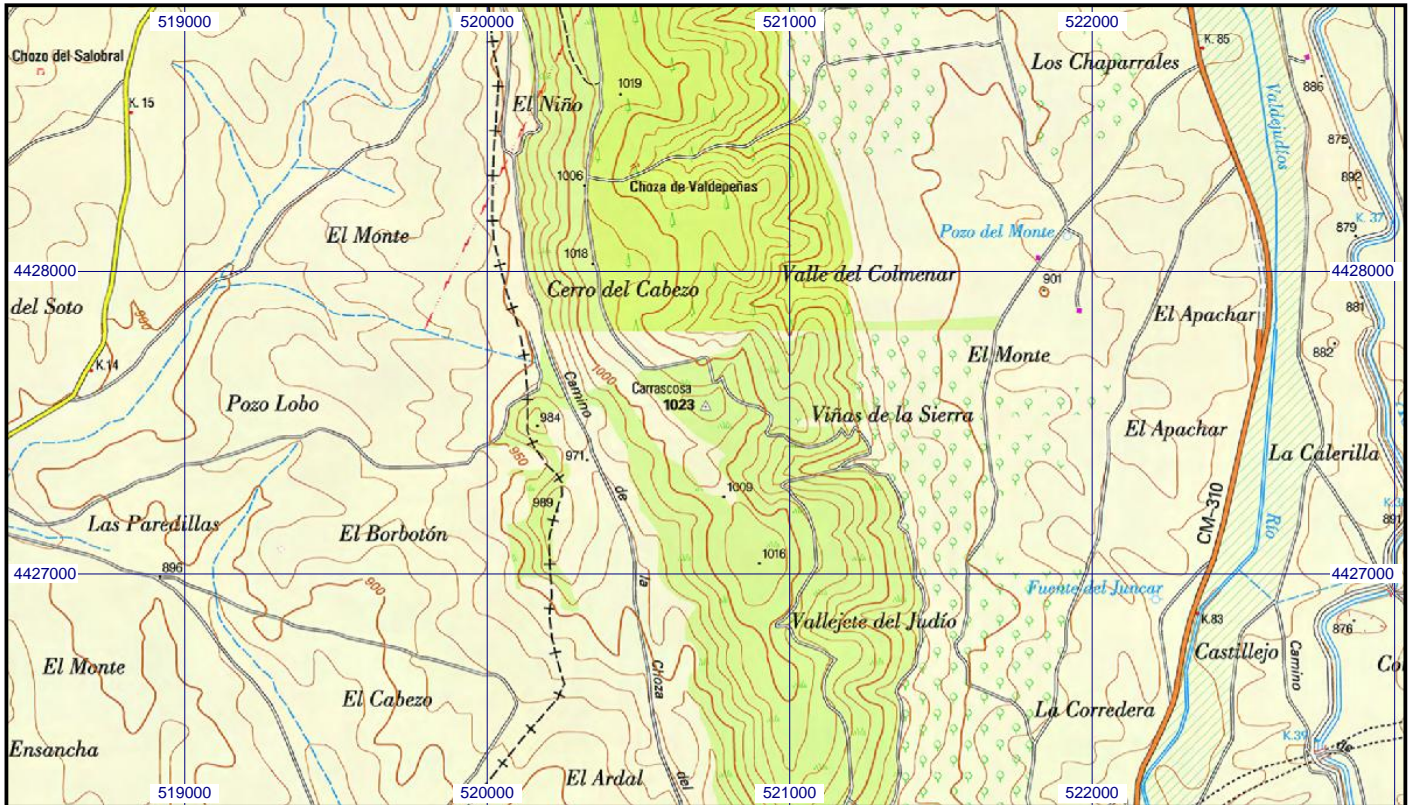 519000
520000
521000
522000
K. 85
Chozo del Salobral
Los Chaparrales
1019
886
K. 15
El Niño
Valdejudíos
875
1006
Choza de Valdepeñas
892
K. 37
El Monte
Pozo del Monte
879
1018
4428000
Valle del Colmenar
4428000
Cerro del Cabezo
901
del Soto
900
El Apachar
881
882
K.14
El Monte
1000
Carrascosa
Camino
Pozo Lobo
1023
984
Viñas de la Sierra
El Apachar
950
971
La Calerilla
de
1009
989
CM-310
Las Paredillas
El Borbotón
Río
891
1016
896
4427000
la
4427000
900
Fuente del Juncar
K.83
Vallejete del Judío
876
El Monte
Castillejo
Camino
Choza
El Cabezo
La Corredera
K.39
de
Ensancha
El Ardal
del
519000
520000
521000
522000